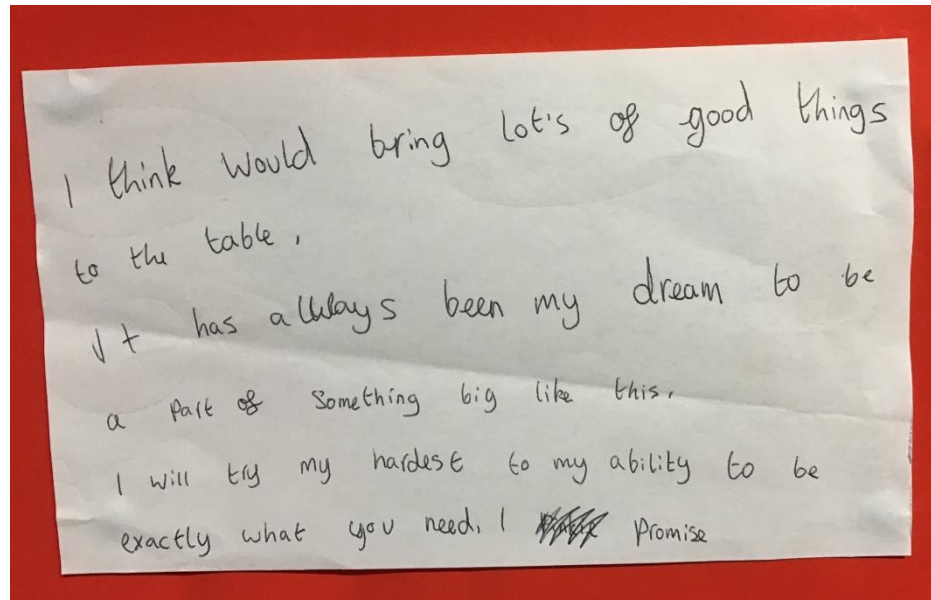 I think would bring lot's of good things
to the table,
It has always been my dream to be
a part of something big like this.
I will try my hardest to my ability to be
exactly what you need. I promise